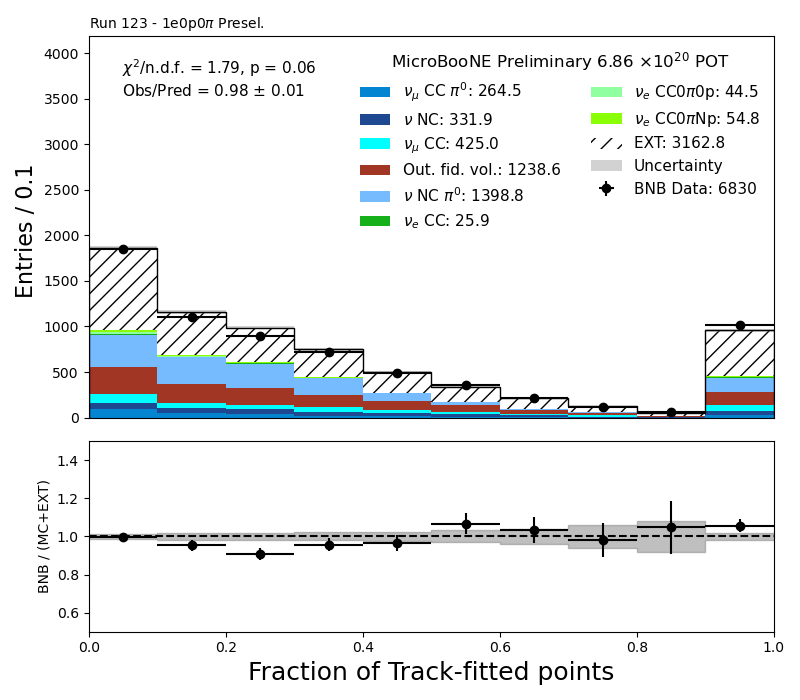 Run 123 - 1e0p0π Presel.
χ²/n.d.f. = 1.79, p = 0.06
Obs/Pred = 0.98 ± 0.01
MicroBooNE Preliminary 6.86 ×10²⁰ POT
ν_μ CC π⁰: 264.5
ν NC: 331.9
ν_μ CC: 425.0
Out. fid. vol.: 1238.6
ν NC π⁰: 1398.8
ν_e CC: 25.9
ν_e CC0π0p: 44.5
ν_e CC0πNp: 54.8
EXT: 3162.8
Uncertainty
BNB Data: 6830
Entries / 0.1
4000
3500
3000
2500
2000
1500
1000
500
0
BNB / (MC+EXT)
1.4
1.2
1.0
0.8
0.6
0.0 0.2 0.4 0.6 0.8 1.0
Fraction of Track-fitted points